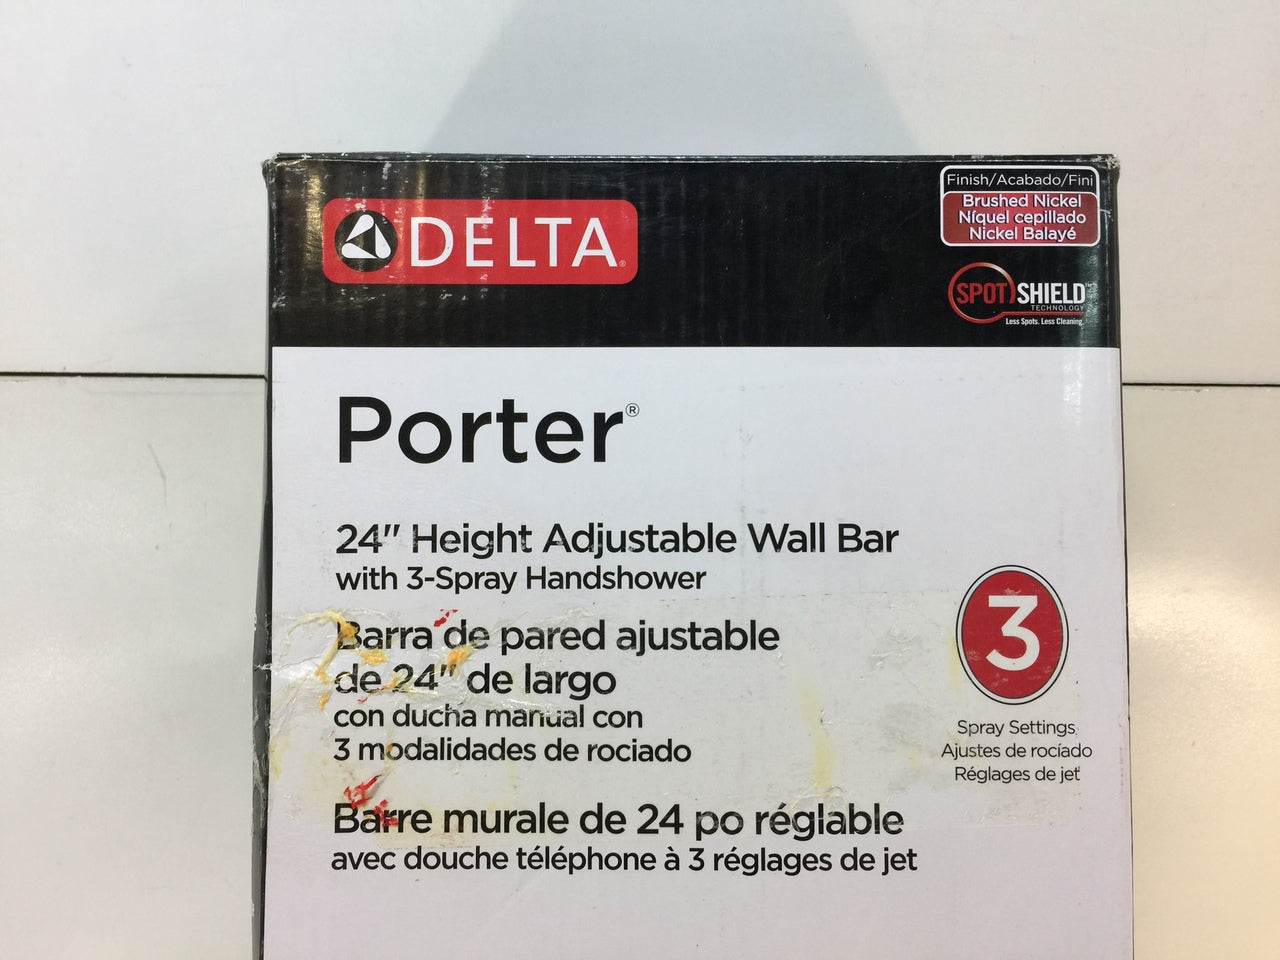 DELTA®
Finish/Acabado/Fini
Brushed Nickel
Níquel cepillado
Nickel Balayé
SPOT SHIELD™
TECHNOLOGY
Less Spots. Less Cleaning.
Porter®
24" Height Adjustable Wall Bar
with 3-Spray Handshower
Barra de pared ajustable
de 24" de largo
con ducha manual con
3 modalidades de rociado
Barre murale de 24 po réglable
avec douche téléphone à 3 réglages de jet
3
Spray Settings
Ajustes de rocíado
Réglages de jet